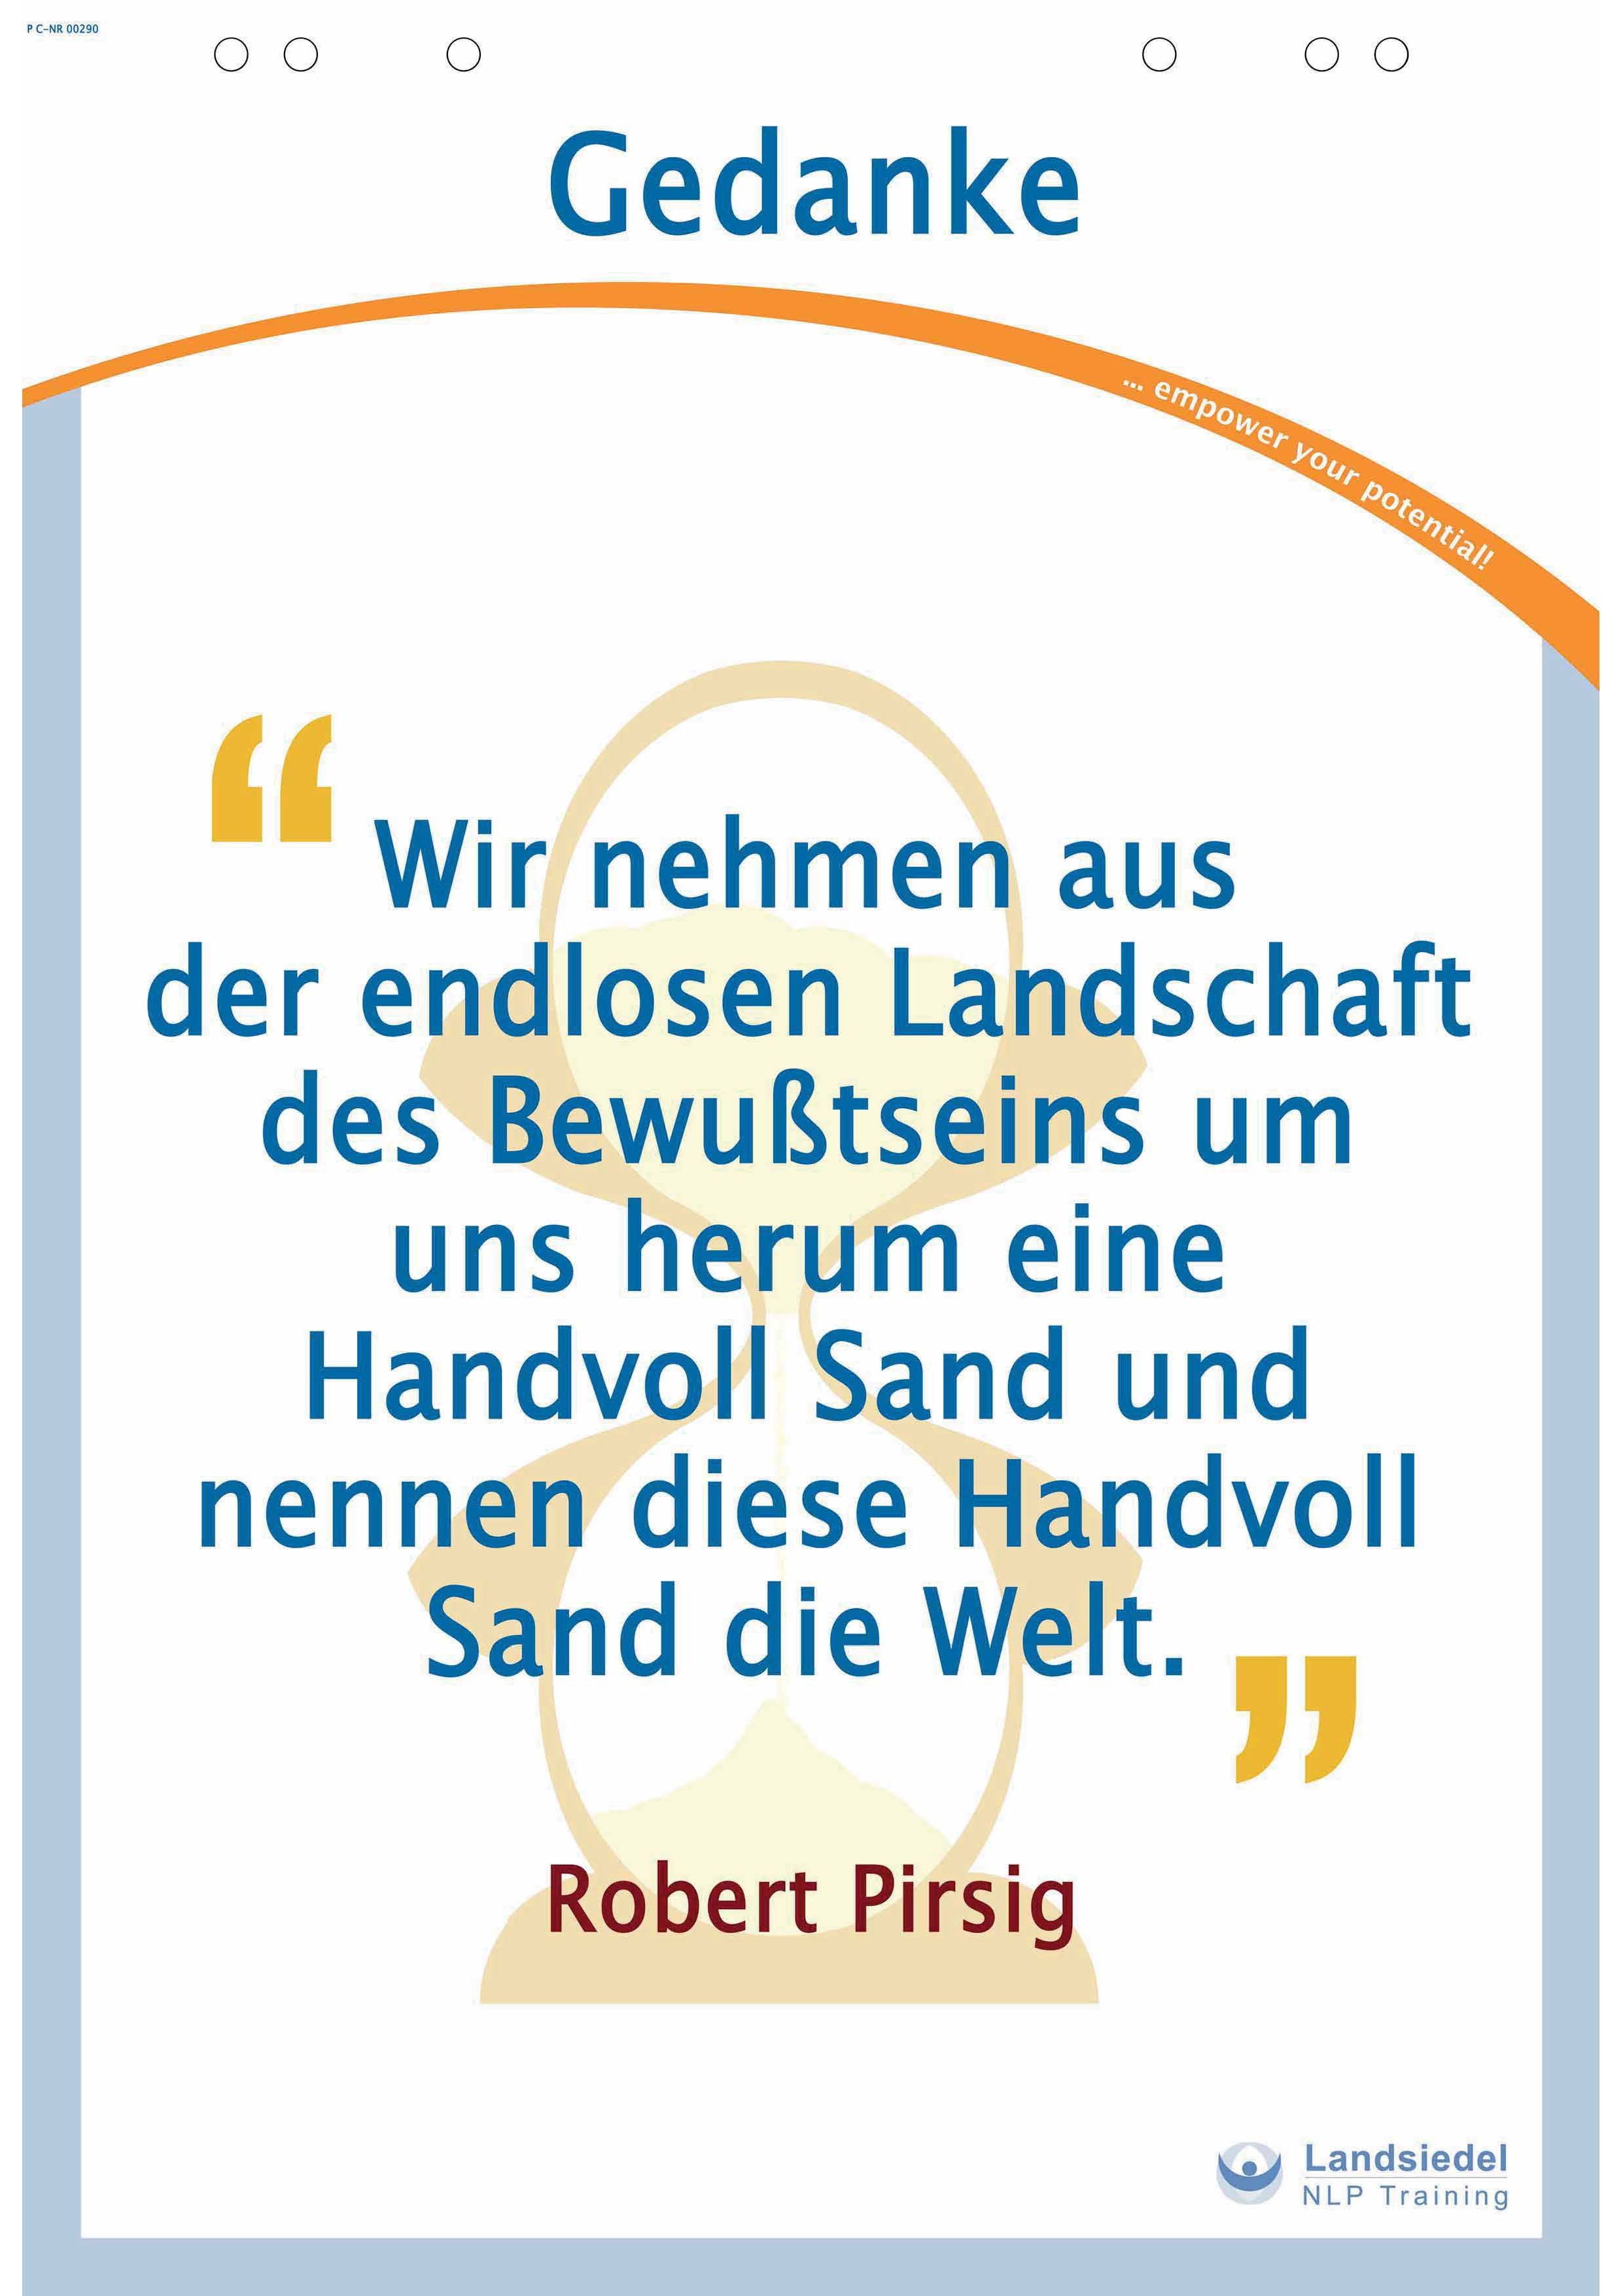 P C-NR 00290
Gedanke
... empower your potential!
“ Wir nehmen aus
der endlosen Landschaft
des Bewußtseins um
uns herum eine
Handvoll Sand und
nennen diese Handvoll
Sand die Welt. ”
Robert Pirsig
Landsiedel
NLP Training